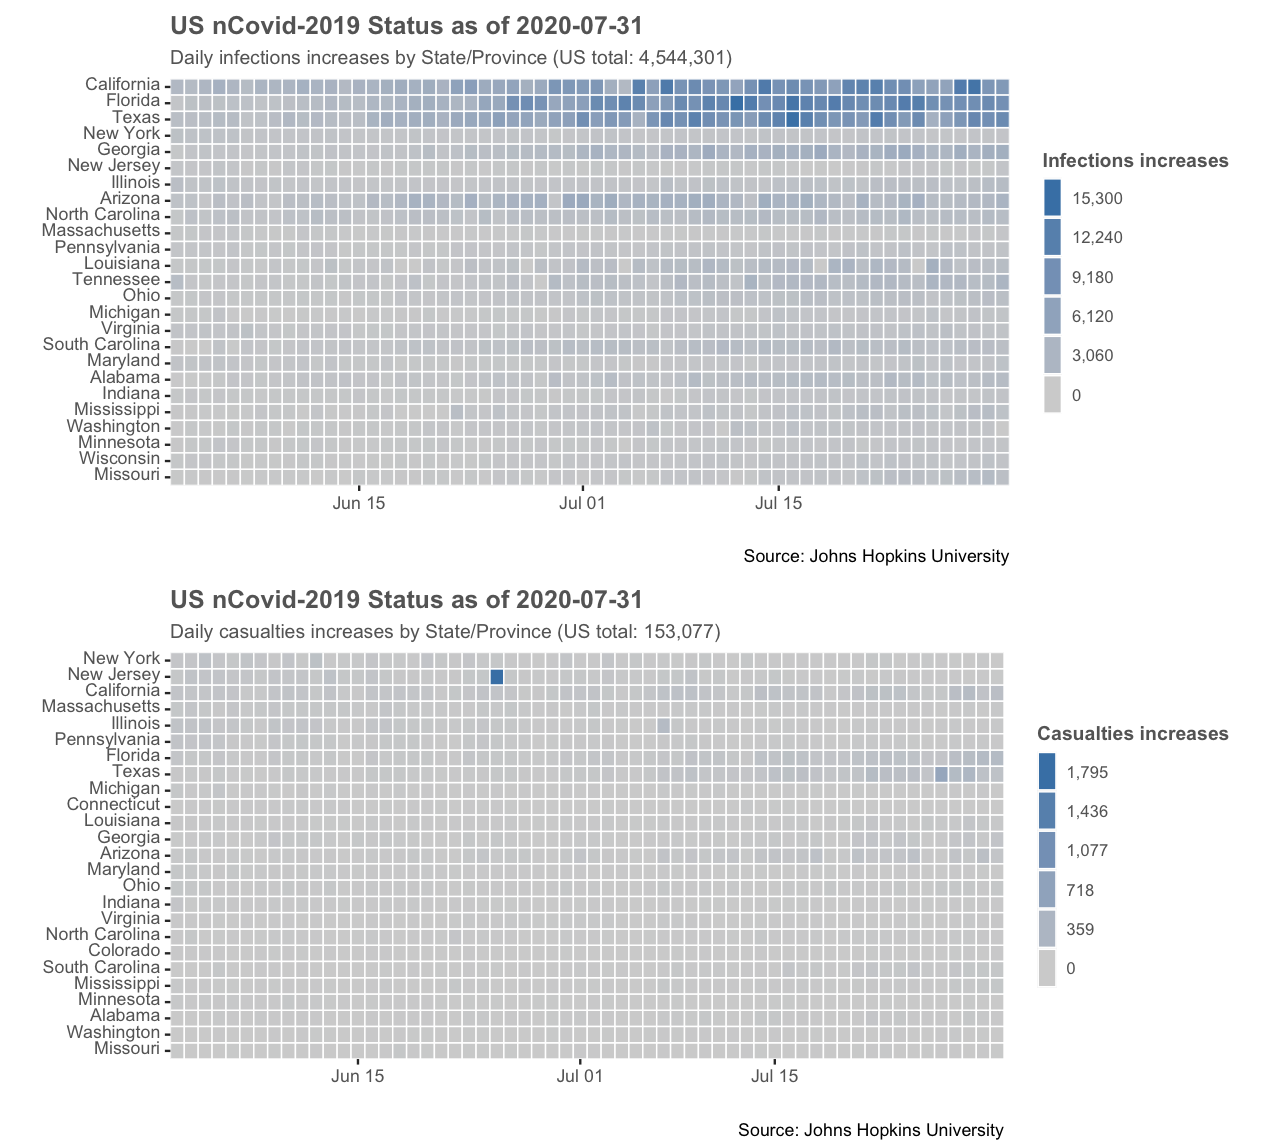 US nCovid-2019 Status as of 2020-07-31
Daily infections increases by State/Province (US total: 4,544,301)
California
Florida
Texas
New York
Georgia
New Jersey
Illinois
Arizona
North Carolina
Massachusetts
Pennsylvania
Louisiana
Tennessee
Ohio
Michigan
Virginia
South Carolina
Maryland
Alabama
Indiana
Mississippi
Washington
Minnesota
Wisconsin
Missouri
Jun 15 Jul 01 Jul 15
Infections increases
15,300
12,240
9,180
6,120
3,060
0
Source: Johns Hopkins University
US nCovid-2019 Status as of 2020-07-31
Daily casualties increases by State/Province (US total: 153,077)
New York
New Jersey
California
Massachusetts
Illinois
Pennsylvania
Florida
Texas
Michigan
Connecticut
Louisiana
Georgia
Arizona
Maryland
Ohio
Indiana
Virginia
North Carolina
Colorado
South Carolina
Mississippi
Minnesota
Alabama
Washington
Missouri
Jun 15 Jul 01 Jul 15
Casualties increases
1,795
1,436
1,077
718
359
0
Source: Johns Hopkins University